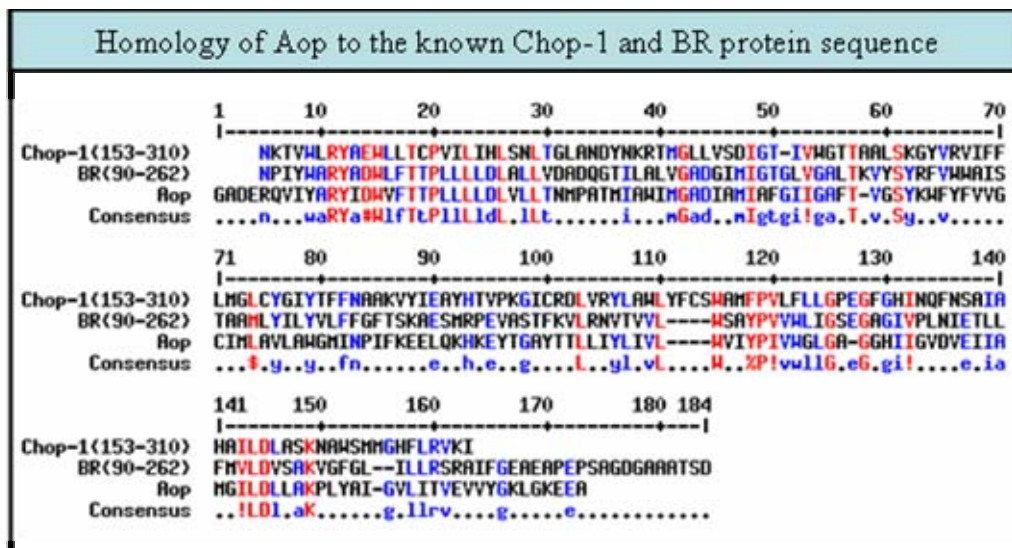 Homology of Aop to the known Chop-1 and BR protein sequence
1 10 20 30 40 50 60 70
|--------+---------+---------+---------+---------+---------+---------|
Chop-1(153-310) NKTVWLRYAEWLLTCPVILIHLSNLTGLANDYNKRTMGLLVSDIGT-IVWGTTAALSKGYVRVIFF
BR(90-262) NPIYWARYADWLFTTPLLLLDLALLVDADQGTILALVGADGIMIGTGLVGALTKVYSYRFVWWAIS
Aop GADERQVIYARYIDWVFTTPLLLLDLVLLTNMPATMIAWIMGADIAMIAFGIIGAFT-VGSYKWFYFVVG
Consensus ....n...waRYa#WlfTtPllLldL.lLt......i...mGad..mIgtgi!ga.T.v.Sy..v.....
71 80 90 100 110 120 130 140
|--------+---------+---------+---------+---------+---------+---------|
Chop-1(153-310) LMGLCYGIYTFFNAAKVYIEAYHTVPKGICRDLVRYLAWLYFCSWAMFPVLFLLGPEGFGHINQFNSAIA
BR(90-262) TAAMLYILYVLFFGFTSKAESMRPEVASTFKVLRNVTVVL----WSAYPVVWLIGSEGAGIVPLNIETLL
Aop CIMLAVLAWGMINPIFKEELQKHKEYTGAYTTLLIYLIVL----WVIYPIVWGLGA-GGHIIGVDVEIIA
Consensus ...$.y..y..fn......e..h.e..g.....L...yl.vL....W..%P!vwllG.eG.gi!....e.ia
141 150 160 170 180 184
|--------+---------+---------+---------+---|
Chop-1(153-310) HAILDLASKNAWSMMGHFLRVKI
BR(90-262) FMVLDVSAKVGFGL--ILLRSRAIFGEAEAPEPSAGDGAAATSD
Aop MGILDLLAKPLYAI-GVLITVEVVYGKLGKEEA
Consensus ..!LDl.aK......g.llrv....g.....e............